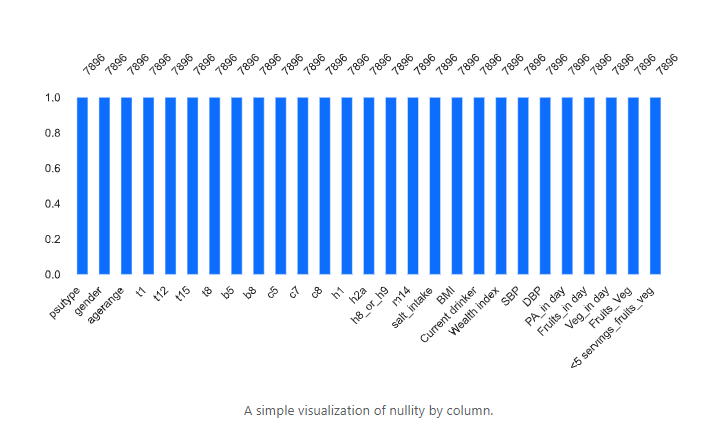 7896 7896 7896 7896 7896 7896 7896 7896 7896 7896 7896 7896 7896 7896 7896 7896 7896 7896 7896 7896 7896 7896 7896 7896 7896 7896 7896
1.0
0.8
0.6
0.4
0.2
0.0
psutype gender agerange t1 t12 t15 t8 b5 b8 c5 c7 c8 h1 h2a h8_or_h9 m14 salt_intake BMI Current drinker Wealth Index SBP DBP PA_in day Fruits_in day Veg_in day Fruits_Veg <5 servings_fruits_veg
A simple visualization of nullity by column.